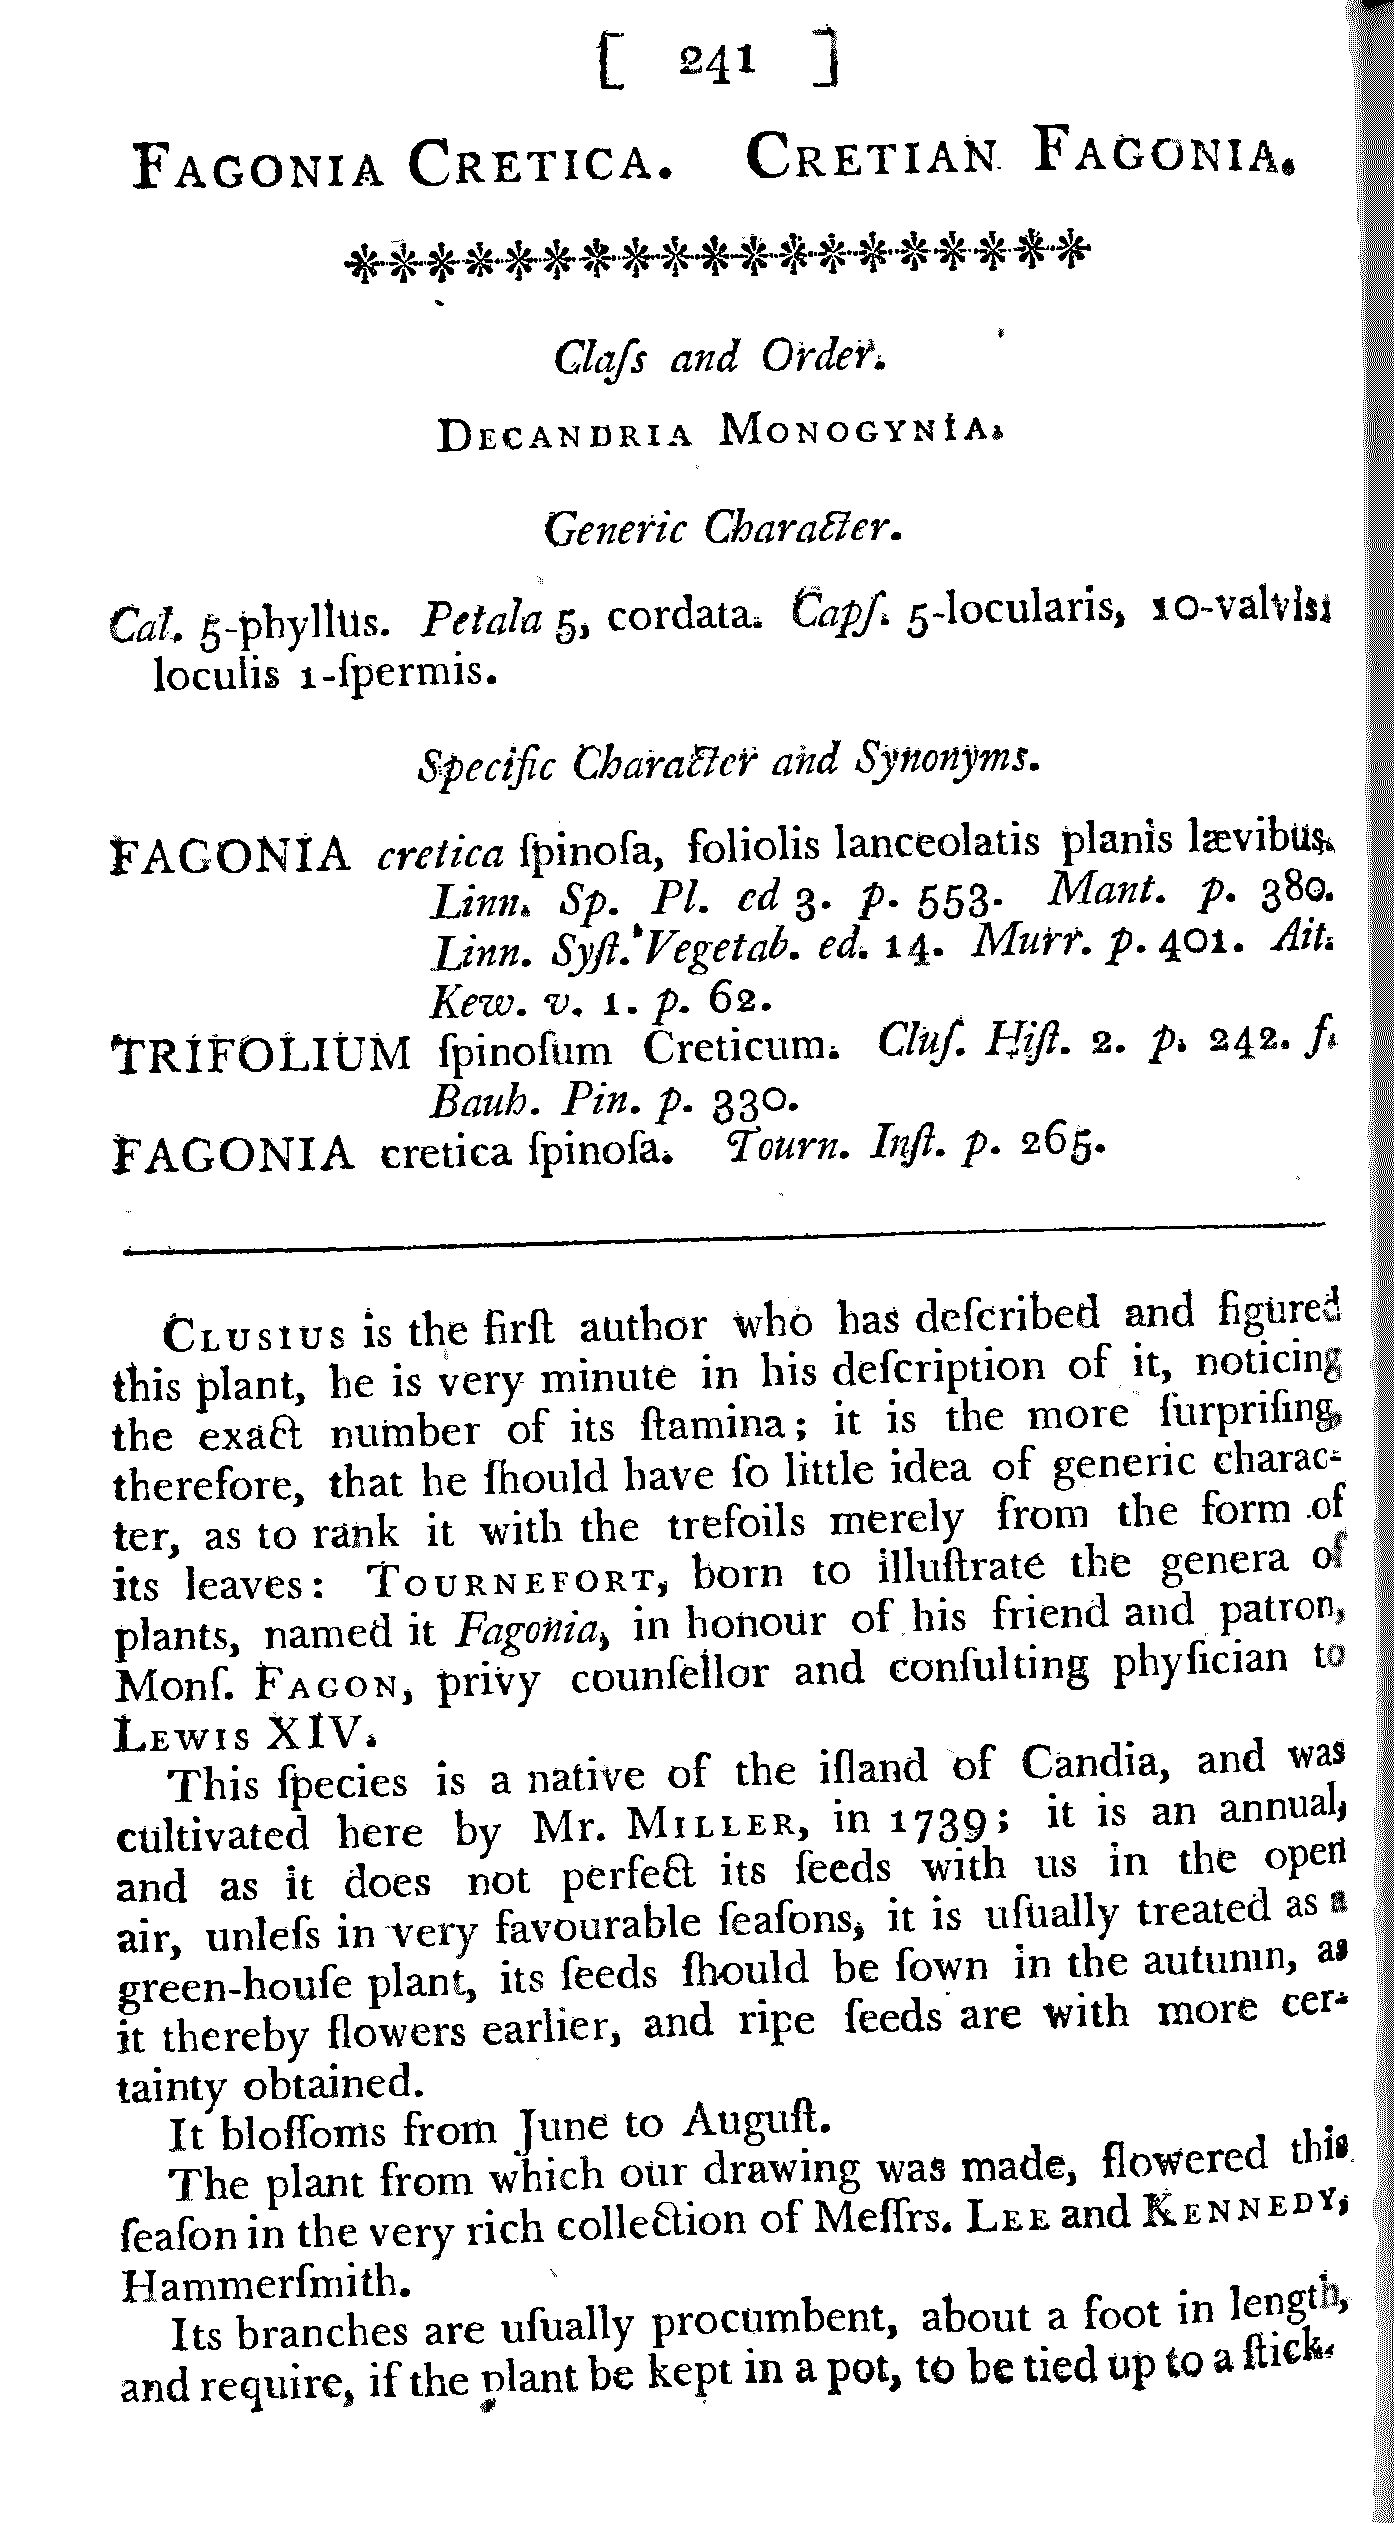 [ 241 ]
FAGONIA CRETICA. CRETIAN FAGONIA.
Claſs and Order.
DECANDRIA MONOGYNIA.
Generic Character.
Cal. 5-phyllus. Petala 5, cordata. Capſ. 5-locularis, 10-valvis;
loculis 1-ſpermis.
Specific Character and Synonyms.
FAGONIA cretica ſpinoſa, foliolis lanceolatis planis lævibus.
Linn. Sp. Pl. ed 3. p. 553. Mant. p. 380.
Linn. Syſt. Vegetab. ed. 14. Murr. p. 401. Ait.
Kew. v. 1. p. 62.
TRIFOLIUM ſpinoſum Creticum. Cluſ. Hiſt. 2. p. 242. f.
Bauh. Pin. p. 330.
FAGONIA cretica ſpinoſa. Tourn. Inſt. p. 265.
CLUSIUS is the firſt author who has deſcribed and figured
this plant, he is very minute in his deſcription of it, noticing
the exact number of its ſtamina; it is the more ſurpriſing,
therefore, that he ſhould have ſo little idea of generic charac-
ter, as to rank it with the trefoils merely from the form of
its leaves: TOURNEFORT, born to illuſtrate the genera of
plants, named it Fagonia, in honour of his friend and patron,
Monſ. FAGON, privy counſellor and conſulting phyſician to
LEWIS XIV.
This ſpecies is a native of the iſland of Candia, and was
cultivated here by Mr. MILLER, in 1739; it is an annual,
and as it does not perfect its ſeeds with us in the open
air, unleſs in very favourable ſeaſons, it is uſually treated as a
green-houſe plant, its ſeeds ſhould be ſown in the autumn, as
it thereby flowers earlier, and ripe ſeeds are with more cer-
tainty obtained.
It bloſſoms from June to Auguſt.
The plant from which our drawing was made, flowered this
ſeaſon in the very rich collection of Meſſrs. LEE and KENNEDY,
Hammerſmith.
Its branches are uſually procumbent, about a foot in length,
and require, if the plant be kept in a pot, to be tied up to a ſtick.